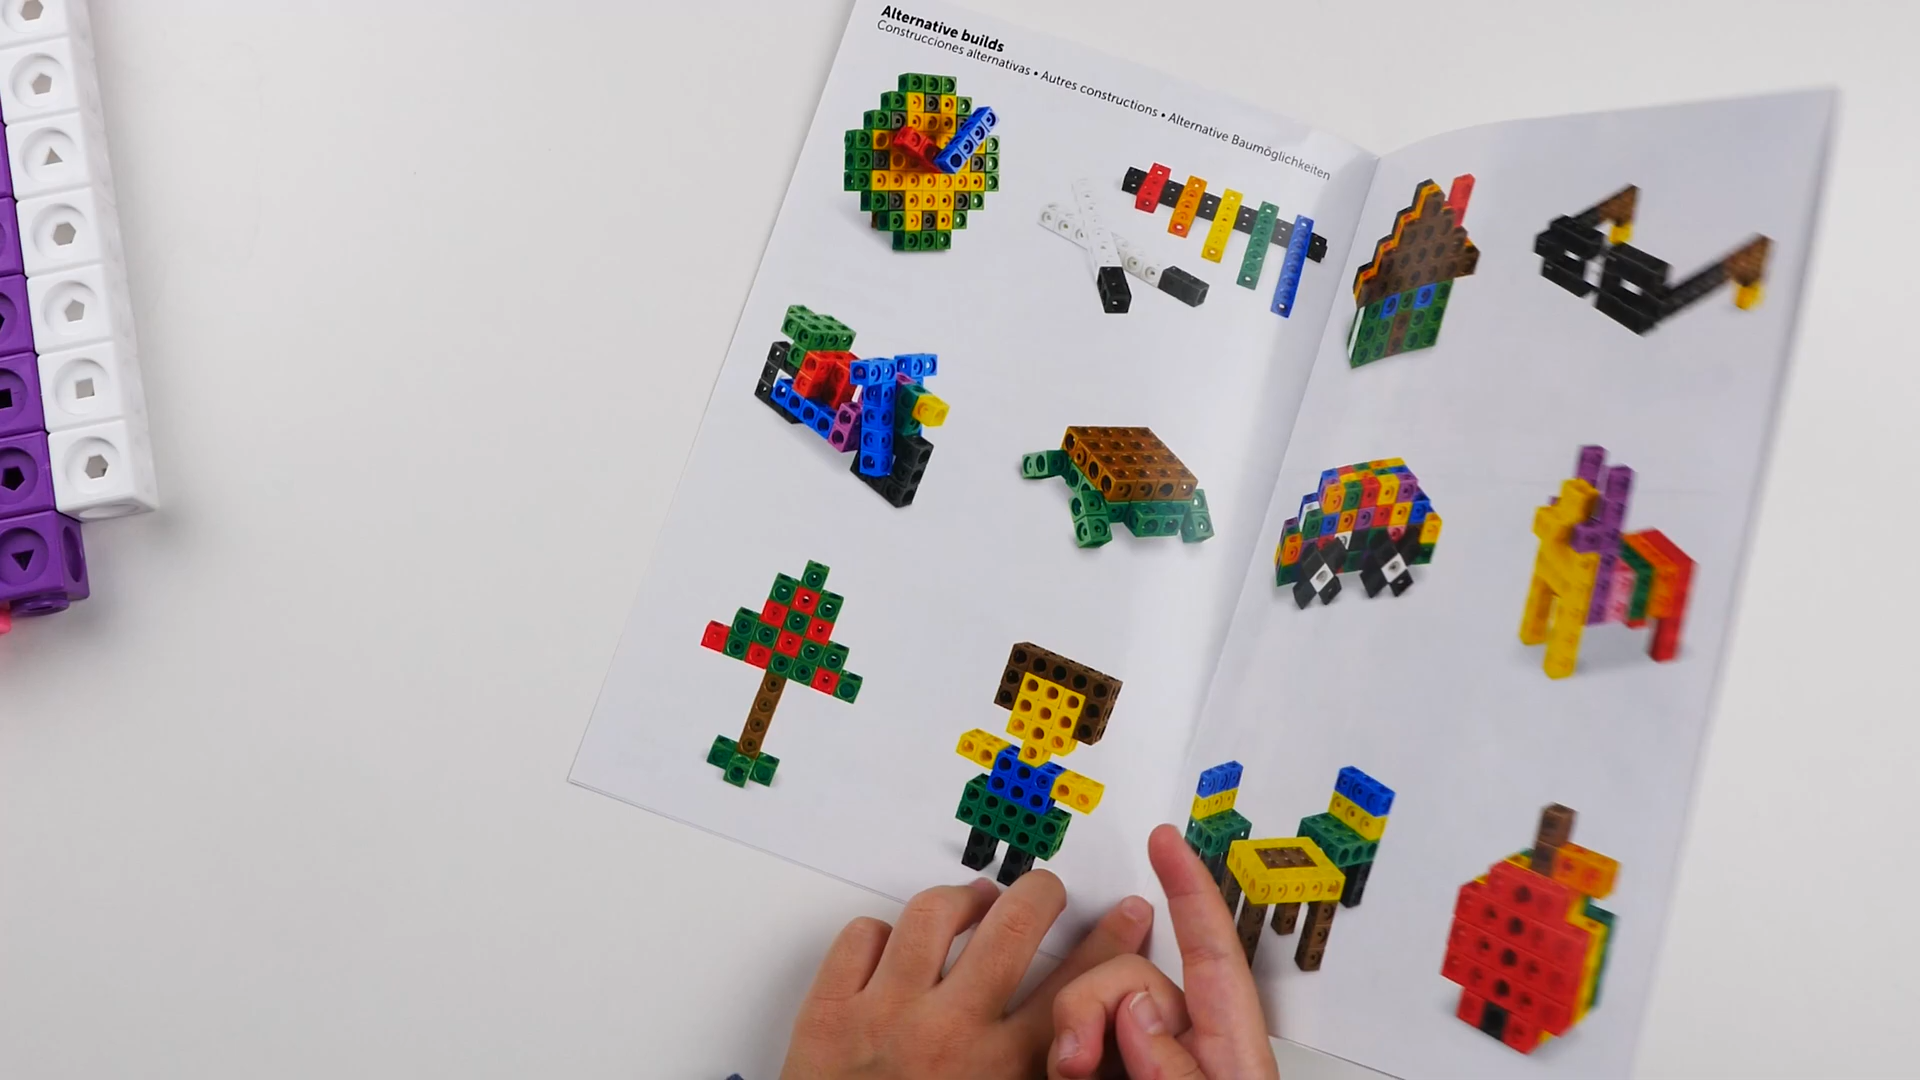 Alternative builds
Construcciones alternativas • Autres constructions • Alternative Baumöglichkeiten